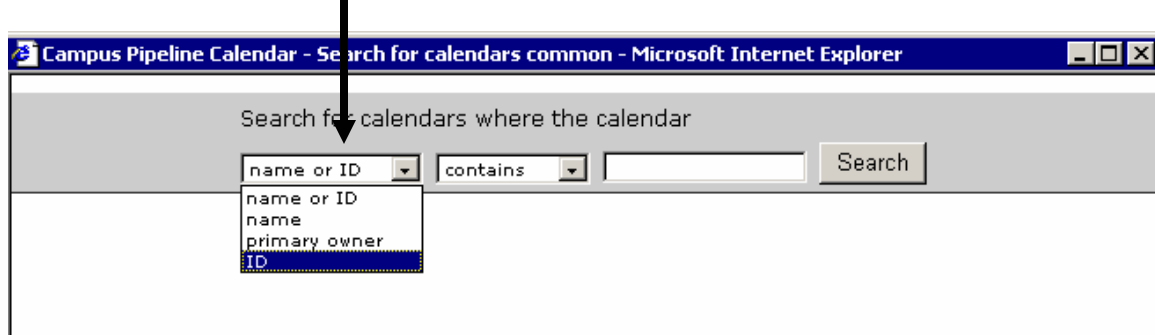 Campus Pipeline Calendar - Search for calendars common - Microsoft Internet Explorer
Search for calendars where the calendar
name or ID contains Search
name or ID
name
primary owner
ID